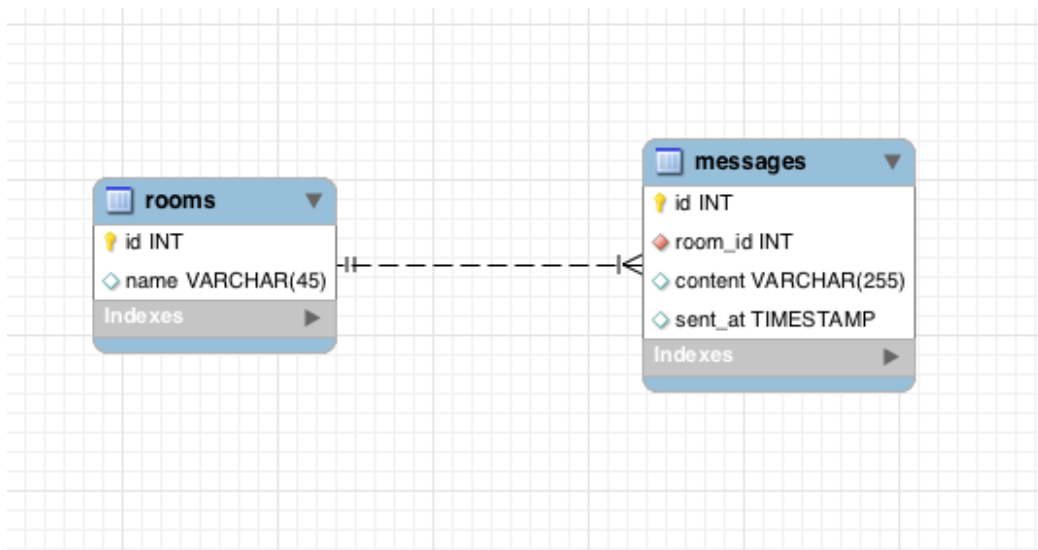 rooms
id INT
name VARCHAR(45)
Indexes
messages
id INT
room_id INT
content VARCHAR(255)
sent_at TIMESTAMP
Indexes